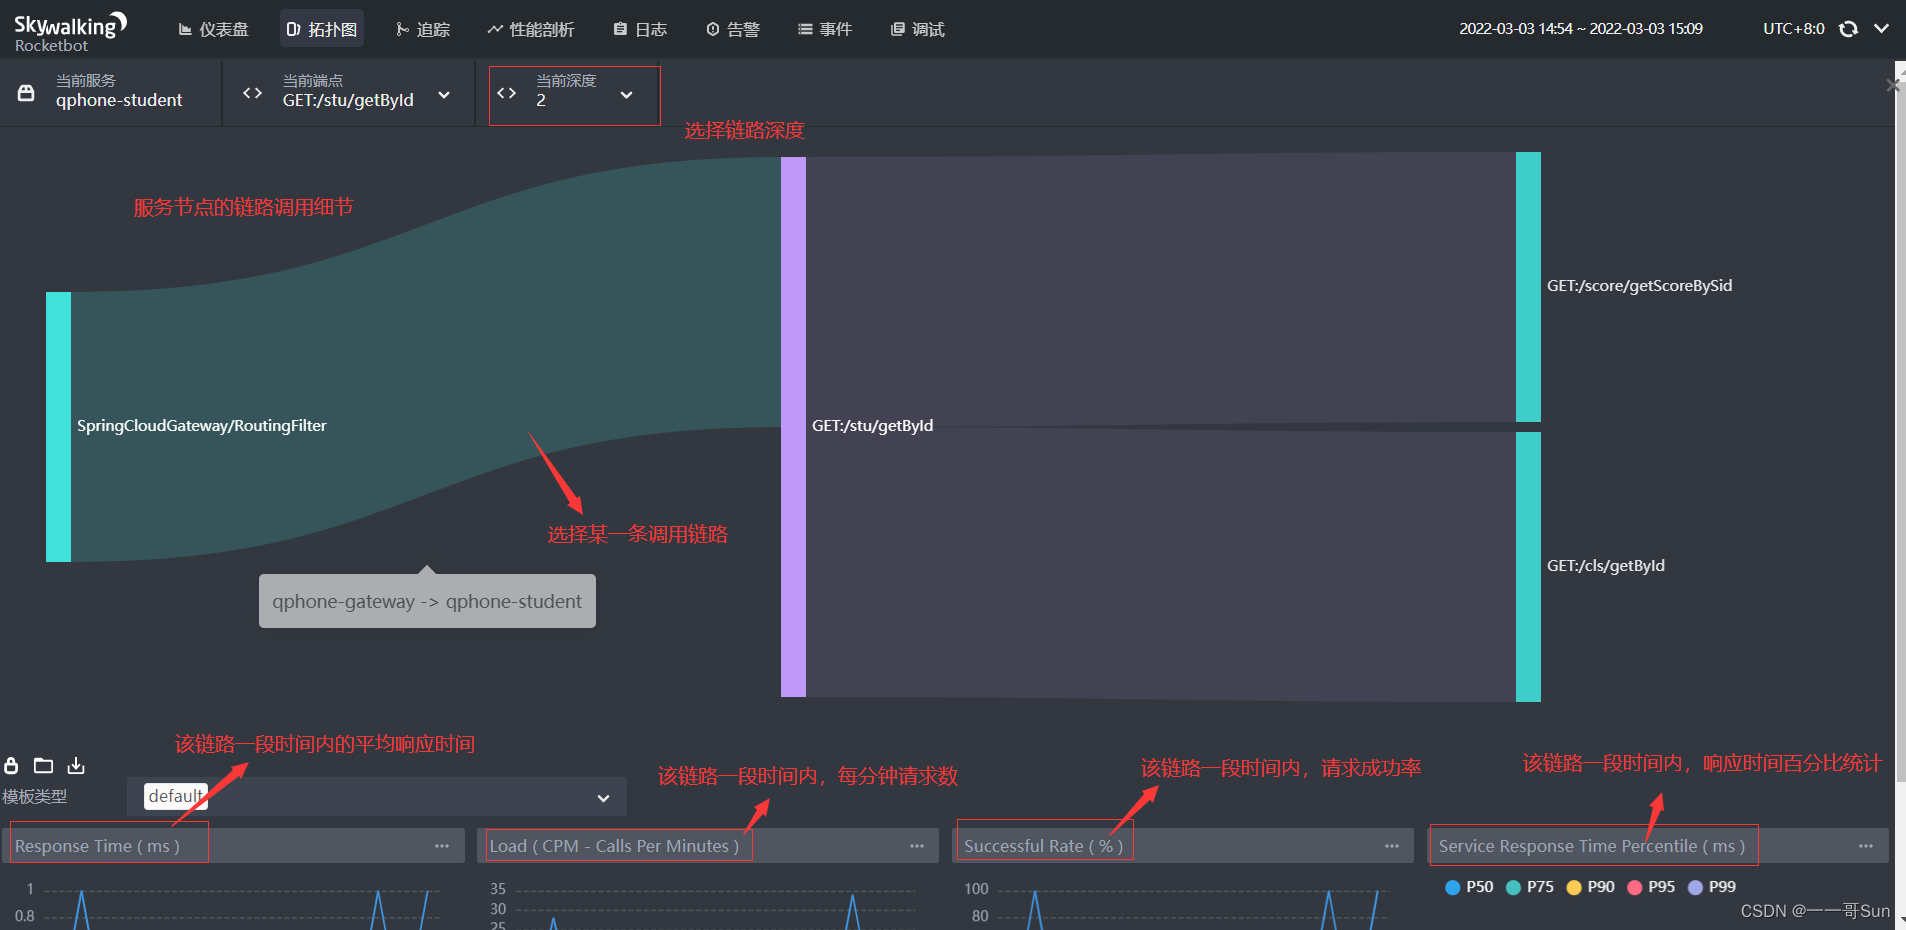 Skywalking
Rocketbot
仪表盘
拓扑图
追踪
性能剖析
日志
告警
事件
调试
2022-03-03 14:54 ~ 2022-03-03 15:09
UTC+8:0
当前服务
qphone-student
当前端点
GET:/stu/getById
当前深度
2
选择链路深度
服务节点的链路调用细节
GET:/score/getScoreBySid
SpringCloudGateway/RoutingFilter
GET:/stu/getById
选择某一条调用链路
GET:/cls/getById
qphone-gateway -> qphone-student
该链路一段时间内的平均响应时间
该链路一段时间内，每分钟请求数
该链路一段时间内，请求成功率
该链路一段时间内，响应时间百分比统计
模板类型
default
Response Time ( ms )
Load ( CPM - Calls Per Minutes )
Successful Rate ( % )
Service Response Time Percentile ( ms )
1
0.8
35
30
25
100
80
P50
P75
P90
P95
P99
CSDN @一一哥Sun